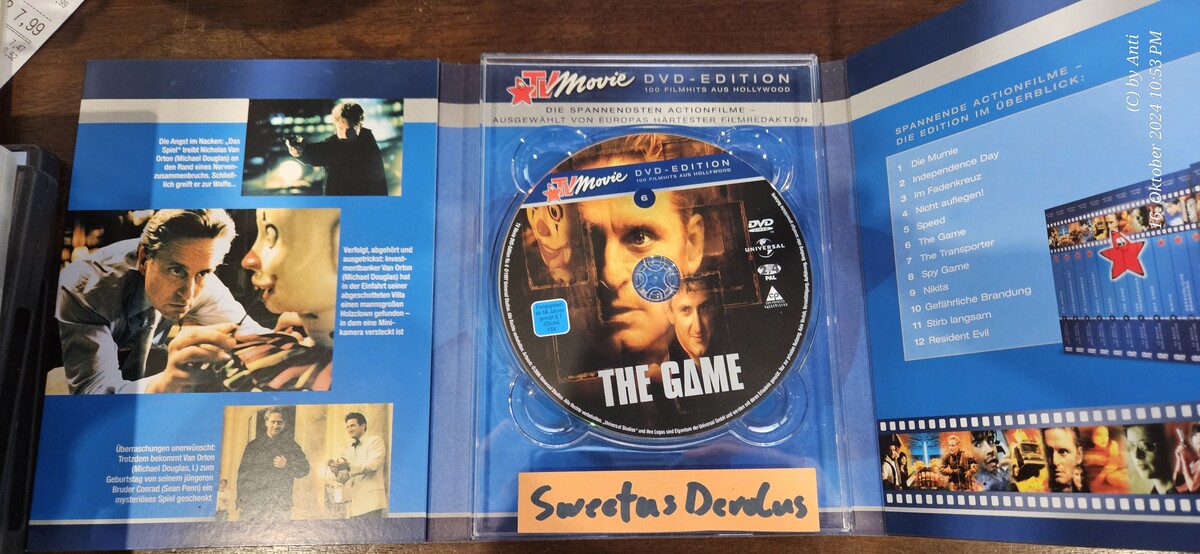 7,99
Die Angst im Nacken: „Das
Spiel" treibt Nicholas Van
Orton (Michael Douglas) an
den Rand eines Nerven-
zusammenbruchs. Schließ-
lich greift er zur Waffe...
Verfolgt, abgehört und
ausgetrickst: Invest-
mentbanker Van Orton
(Michael Douglas) hat
in der Einfahrt seiner
abgeschotteten Villa
einen mannsgroßen
Holzclown gefunden –
in dem eine Mini-
kamera versteckt ist
Überraschungen unerwünscht:
Trotzdem bekommt Van Orton
(Michael Douglas, l.) zum
Geburtstag von seinem jüngeren
Bruder Conrad (Sean Penn) ein
mysteriöses Spiel geschenkt
TV Movie DVD-EDITION
100 FILMHITS AUS HOLLYWOOD
DIE SPANNENDSTEN ACTIONFILME –
AUSGEWÄHLT VON EUROPAS HÄRTESTER FILMREDAKTION
TV Movie DVD-EDITION
100 FILMHITS AUS HOLLYWOOD
6
DVD
VIDEO
UNIVERSAL
PAL
THE GAME
Sweetus Derdus
SPANNENDE ACTIONFILME –
DIE EDITION IM ÜBERBLICK:
1 Die Mumie
2 Independence Day
3 Im Fadenkreuz
4 Nicht auflegen!
5 Speed
6 The Game
7 The Transporter
8 Spy Game
9 Nikita
10 Gefährliche Brandung
11 Stirb langsam
12 Resident Evil
(C) by Anti
16. Oktober 2024 10:53 PM